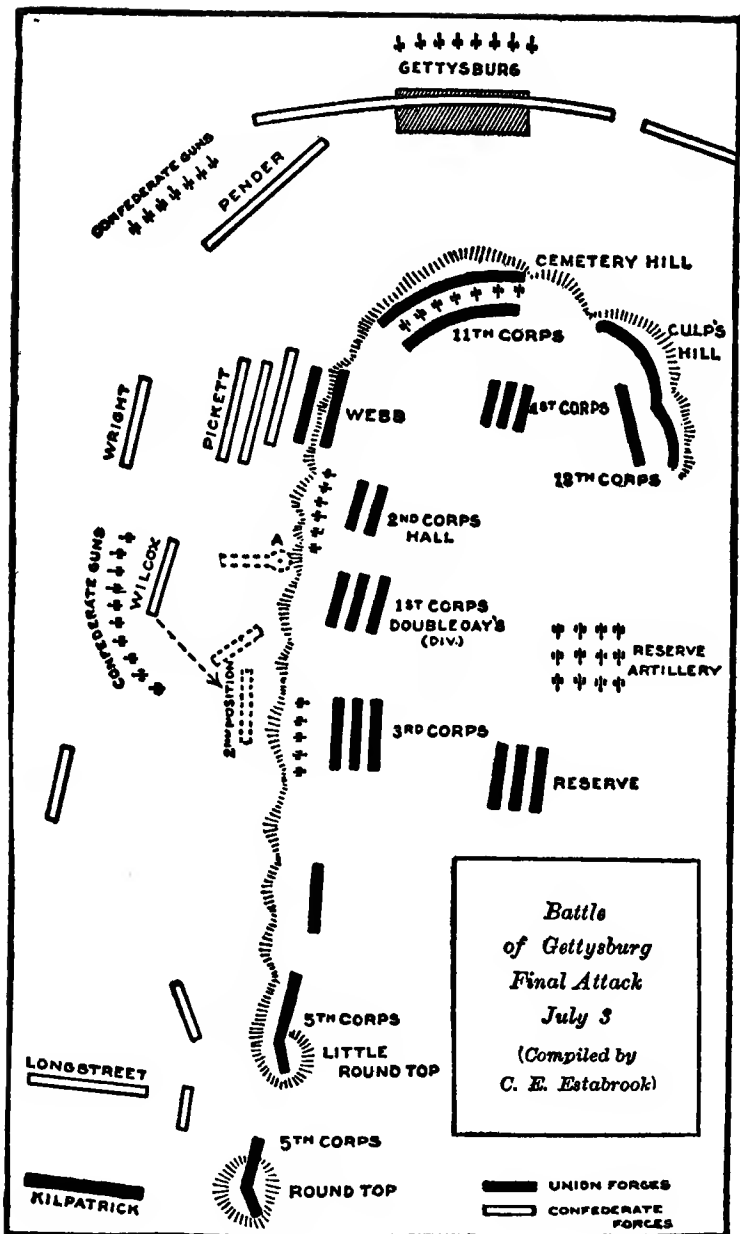 GETTYSBURG
CONFEDERATE GUNS
PENDER
CEMETERY HILL
11TH CORPS
CULP'S
HILL
WRIGHT
PICKETT
WEBB
1ST CORPS
12TH CORPS
2ND CORPS
HALL
A
CONFEDERATE GUNS
WILCOX
1ST CORPS
DOUBLEDAY'S
(DIV.)
RESERVE
ARTILLERY
2ND POSITION
3RD CORPS
RESERVE
Battle
of Gettysburg
Final Attack
July 3
(Compiled by
C. E. Estabrook)
5TH CORPS
LITTLE
ROUND TOP
LONGSTREET
5TH CORPS
ROUND TOP
KILPATRICK
UNION FORCES
CONFEDERATE
FORCES